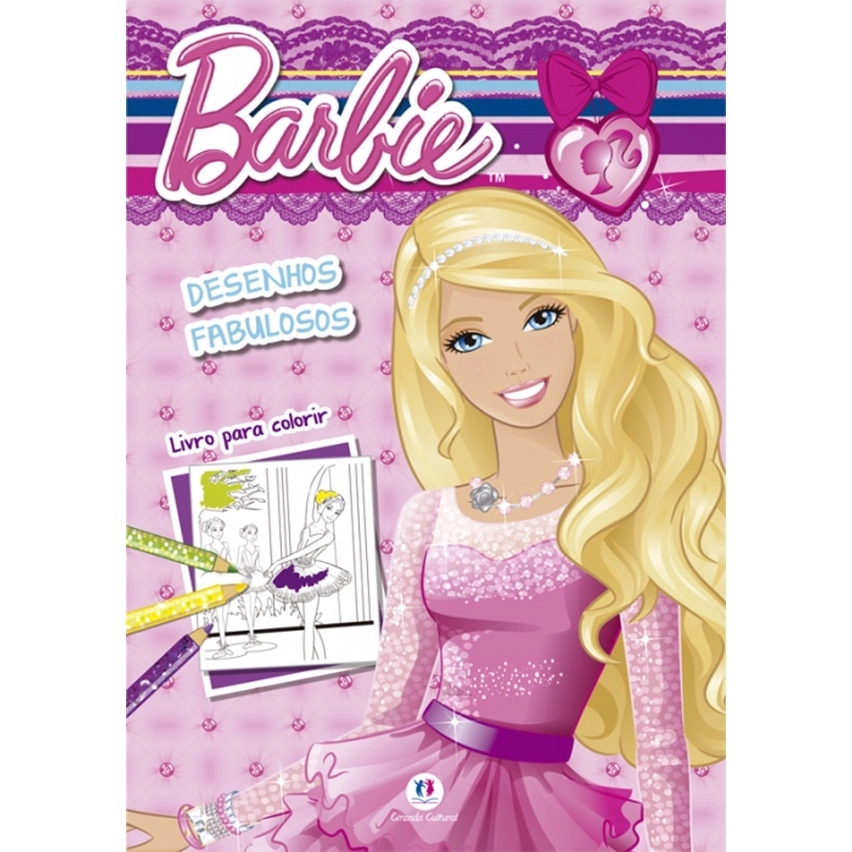 Barbie
TM
DESENHOS
FABULOSOS
Livro para colorir
Ciranda Cultural